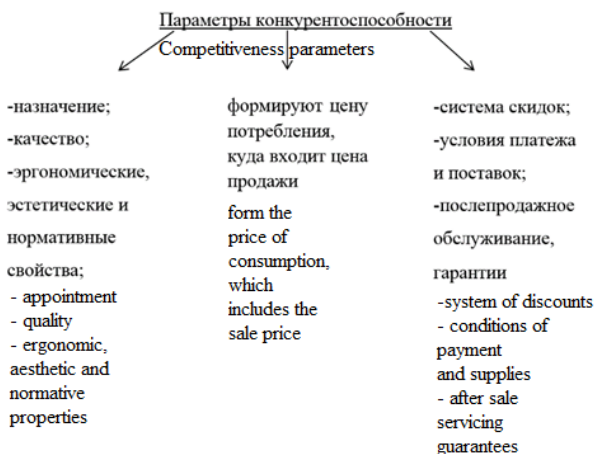 Параметры конкурентоспособности
Competitiveness parameters
-назначение;
-качество;
-эргономические,
эстетические и
нормативные
свойства;
- appointment
- quality
- ergonomic,
aesthetic and
normative
properties
формируют цену
потребления,
куда входит цена
продажи
form the
price of
consumption,
which
includes the
sale price
-система скидок;
-условия платежа
и поставок;
-послепродажное
обслуживание,
гарантии
-system of discounts
- conditions of
payment
and supplies
- after sale
servicing
guarantees